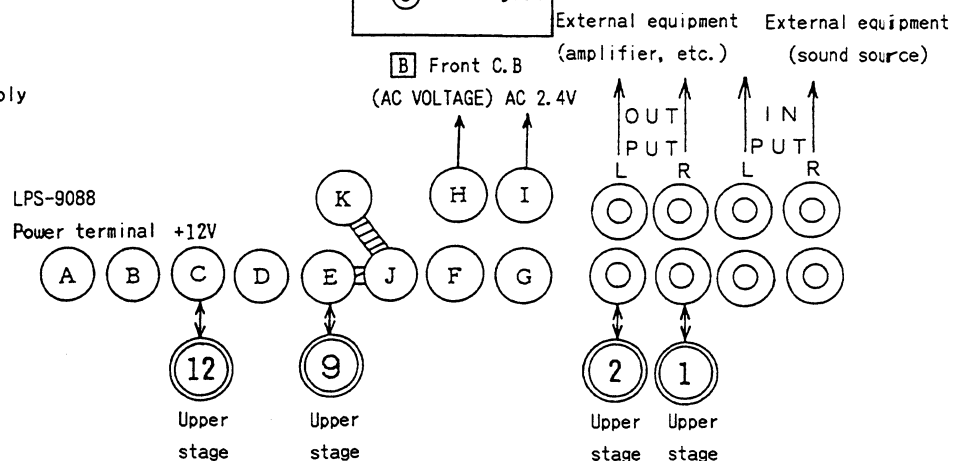 External equipment External equipment
(amplifier, etc.) (sound source)
B Front C.B
(AC VOLTAGE) AC 2.4V
OUT IN
PUT PUT
L R L R
LPS-9088
Power terminal +12V
K H I
A B C D E J F G
12 9 2 1
Upper Upper Upper Upper
stage stage stage stage